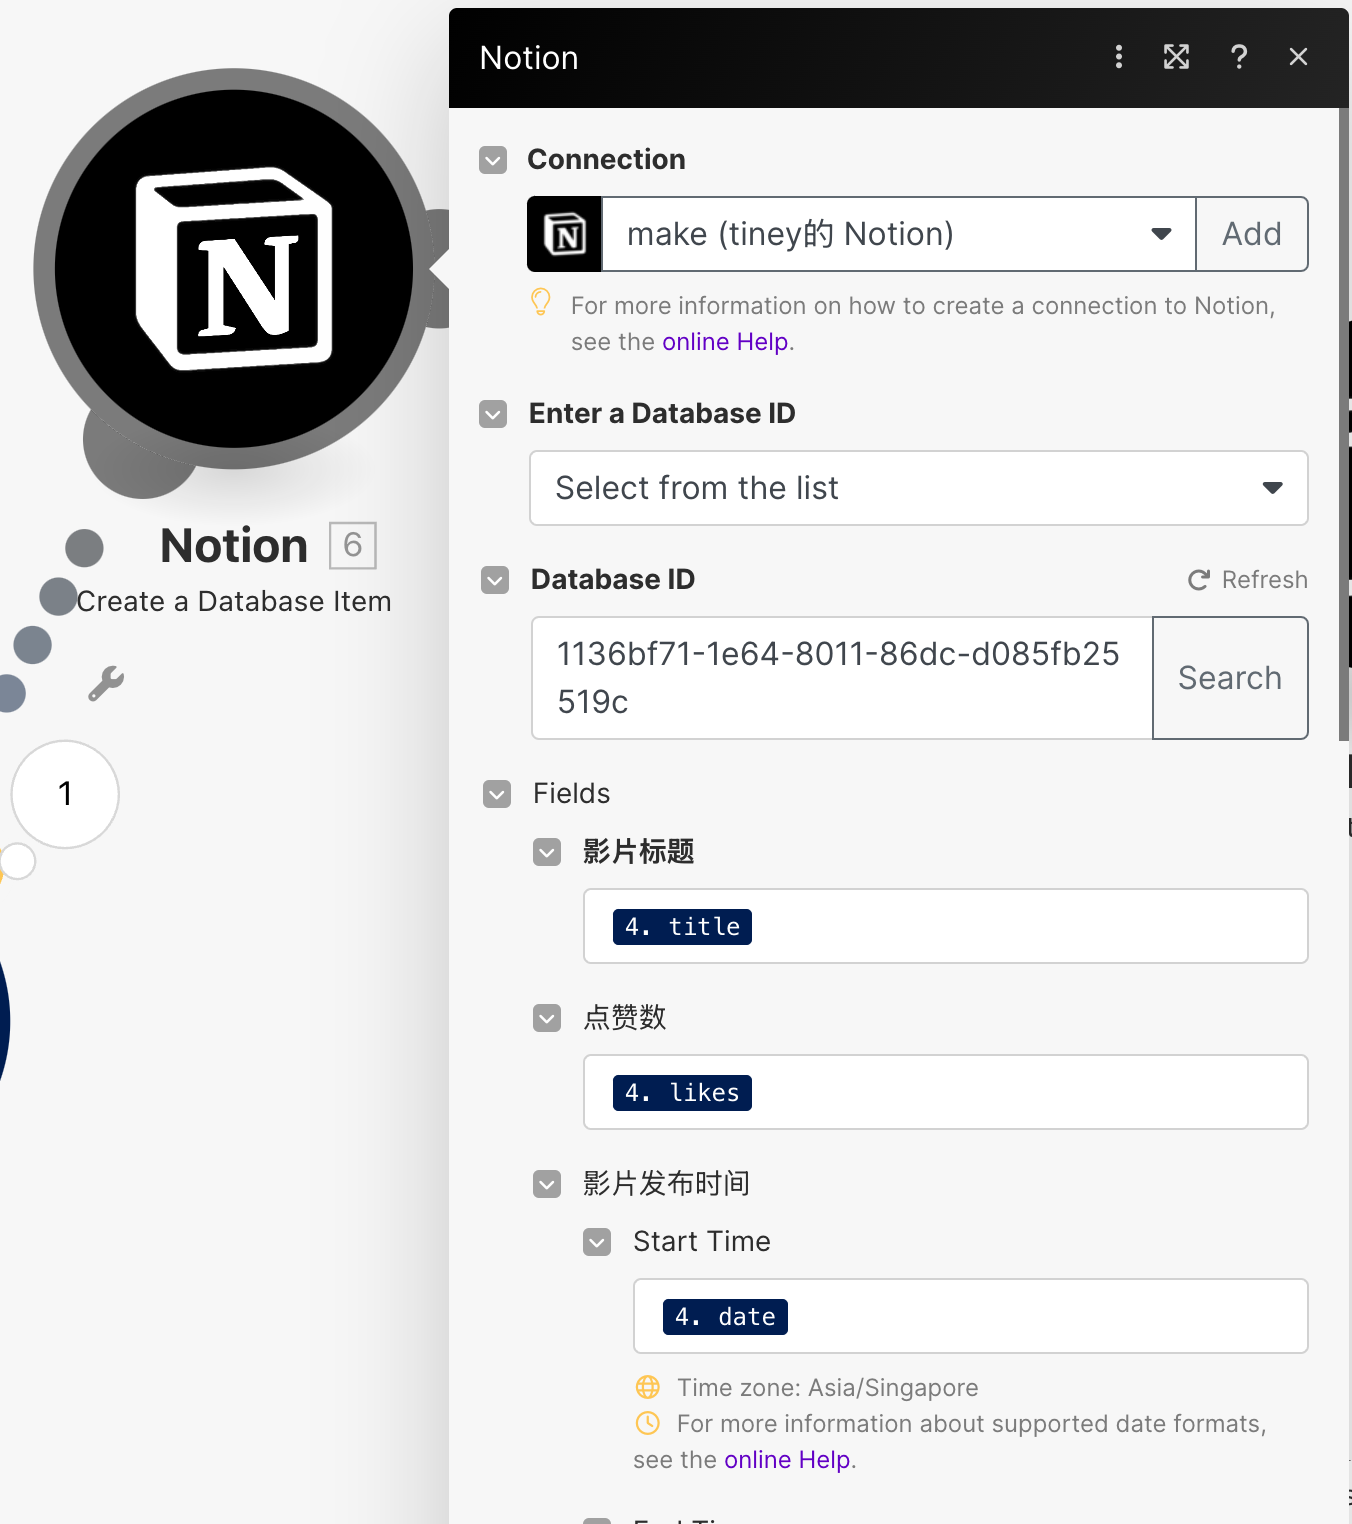 Notion
Connection
make (tiney的 Notion)
Add
For more information on how to create a connection to Notion,
see the online Help.
Enter a Database ID
Select from the list
Notion 6
Create a Database Item
Database ID
Refresh
1136bf71-1e64-8011-86dc-d085fb25
519c
Search
1
Fields
影片标题
4. title
点赞数
4. likes
影片发布时间
Start Time
4. date
Time zone: Asia/Singapore
For more information about supported date formats,
see the online Help.